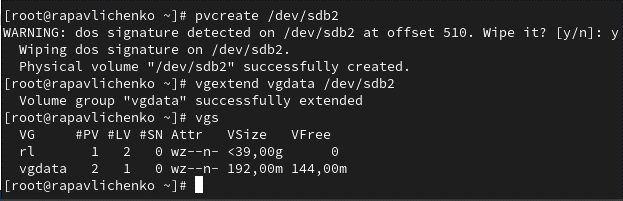 [root@rapavlichenko ~]# pvcreate /dev/sdb2
WARNING: dos signature detected on /dev/sdb2 at offset 510. Wipe it? [y/n]: y
  Wiping dos signature on /dev/sdb2.
  Physical volume "/dev/sdb2" successfully created.
[root@rapavlichenko ~]# vgextend vgdata /dev/sdb2
  Volume group "vgdata" successfully extended
[root@rapavlichenko ~]# vgs
  VG     #PV #LV #SN Attr   VSize   VFree
  rl       1   2   0 wz--n- <39,00g      0
  vgdata   2   1   0 wz--n- 192,00m 144,00m
[root@rapavlichenko ~]#